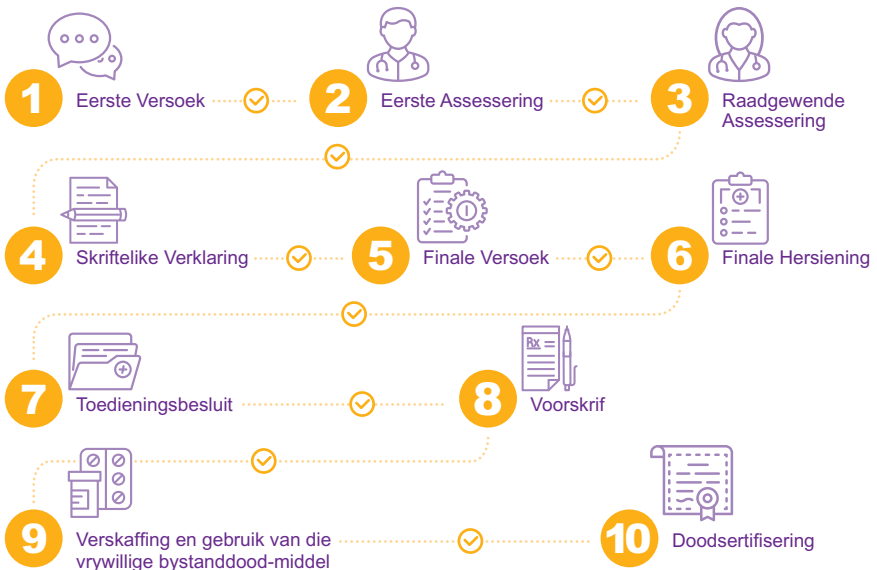 1 Eerste Versoek
2 Eerste Assessering
3 Raadgewende
Assessering
4 Skriftelike Verklaring
5 Finale Versoek
6 Finale Hersiening
7 Toedieningsbesluit
Rx
8 Voorskrif
9 Verskaffing en gebruik van die
vrywillige bystanddood-middel
10 Doodsertifisering